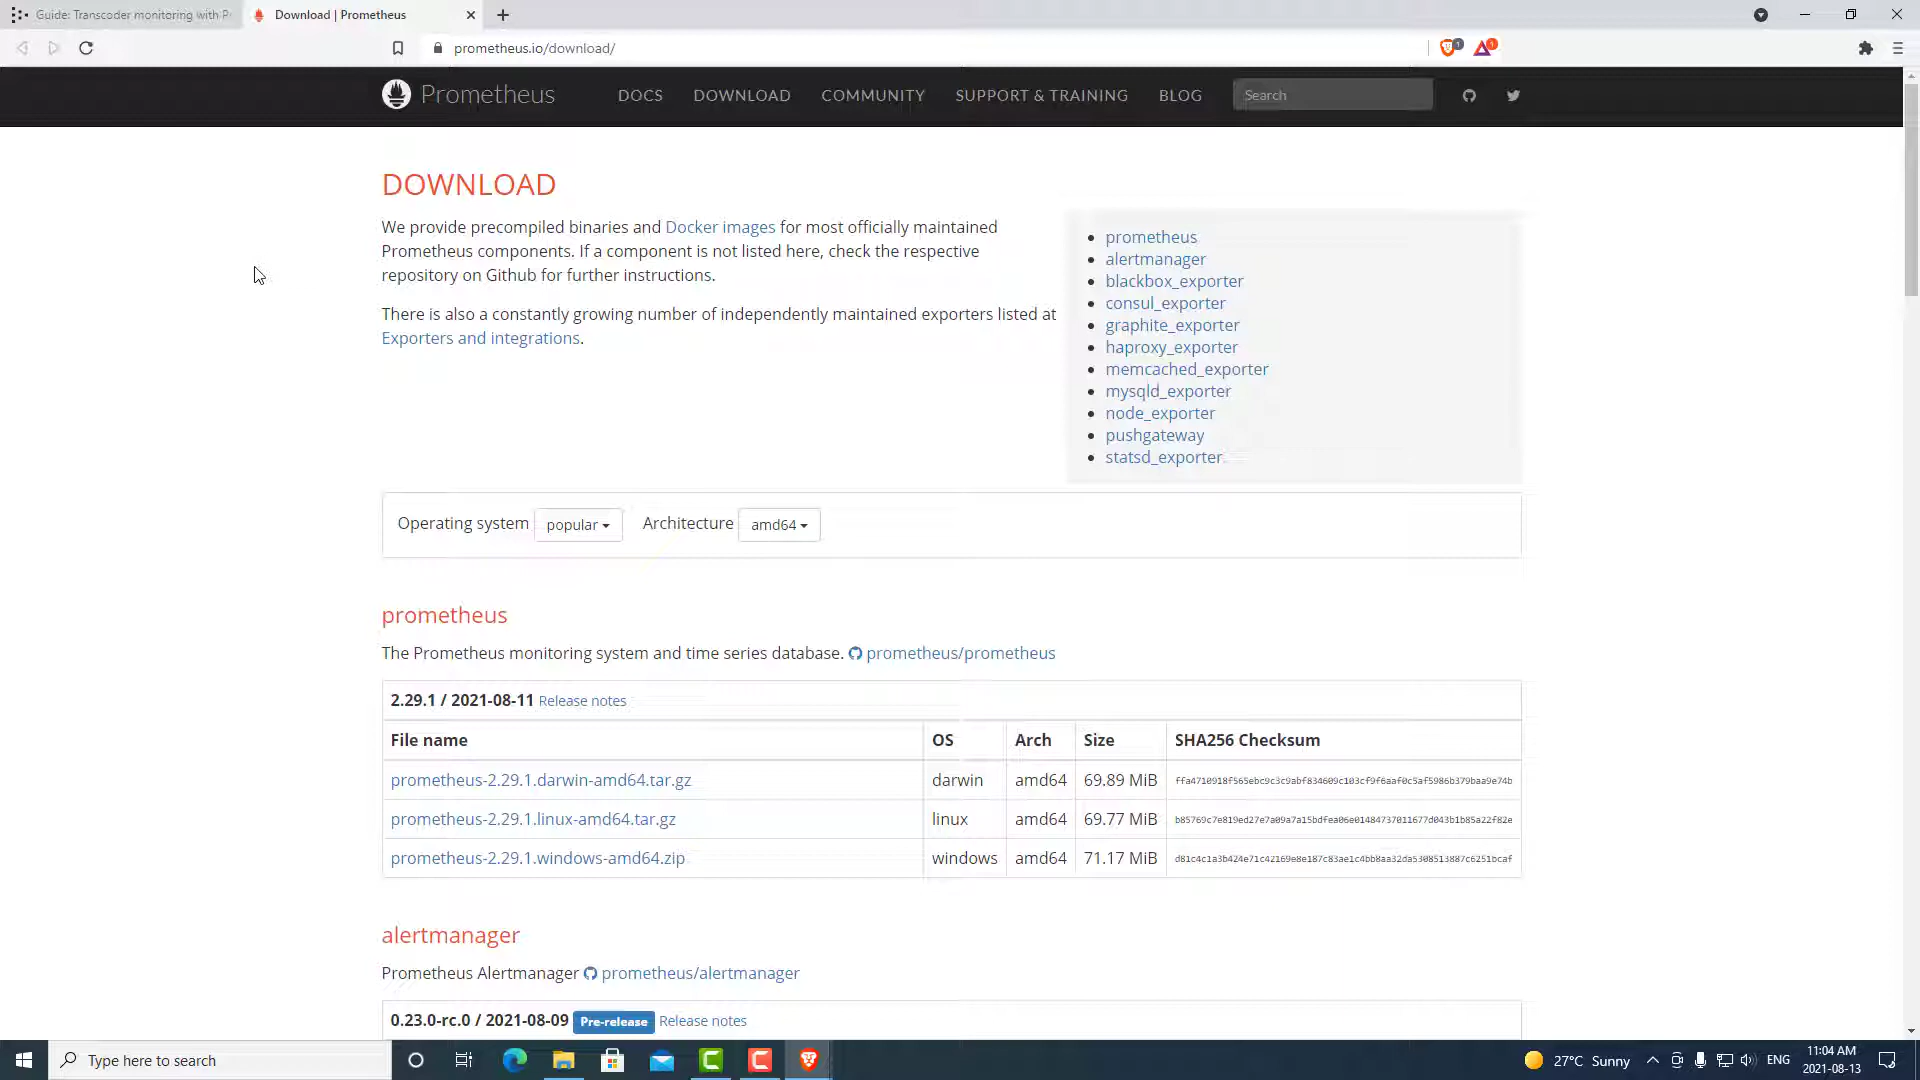 Guide: Transcoder monitoring with P
Download | Prometheus
prometheus.io/download/
1
1
Prometheus
DOCS
DOWNLOAD
COMMUNITY
SUPPORT & TRAINING
BLOG
Search
DOWNLOAD
We provide precompiled binaries and Docker images for most officially maintained
Prometheus components. If a component is not listed here, check the respective
repository on Github for further instructions.
There is also a constantly growing number of independently maintained exporters listed at
Exporters and integrations.
prometheus
alertmanager
blackbox_exporter
consul_exporter
graphite_exporter
haproxy_exporter
memcached_exporter
mysqld_exporter
node_exporter
pushgateway
statsd_exporter
Operating system popular Architecture amd64
prometheus
The Prometheus monitoring system and time series database. prometheus/prometheus
2.29.1 / 2021-08-11 Release notes
File name OS Arch Size SHA256 Checksum
prometheus-2.29.1.darwin-amd64.tar.gz darwin amd64 69.89 MiB
prometheus-2.29.1.linux-amd64.tar.gz linux amd64 69.77 MiB
prometheus-2.29.1.windows-amd64.zip windows amd64 71.17 MiB
alertmanager
Prometheus Alertmanager prometheus/alertmanager
0.23.0-rc.0 / 2021-08-09 Pre-release Release notes
Type here to search
27°C Sunny
ENG
11:04 AM
2021-08-13